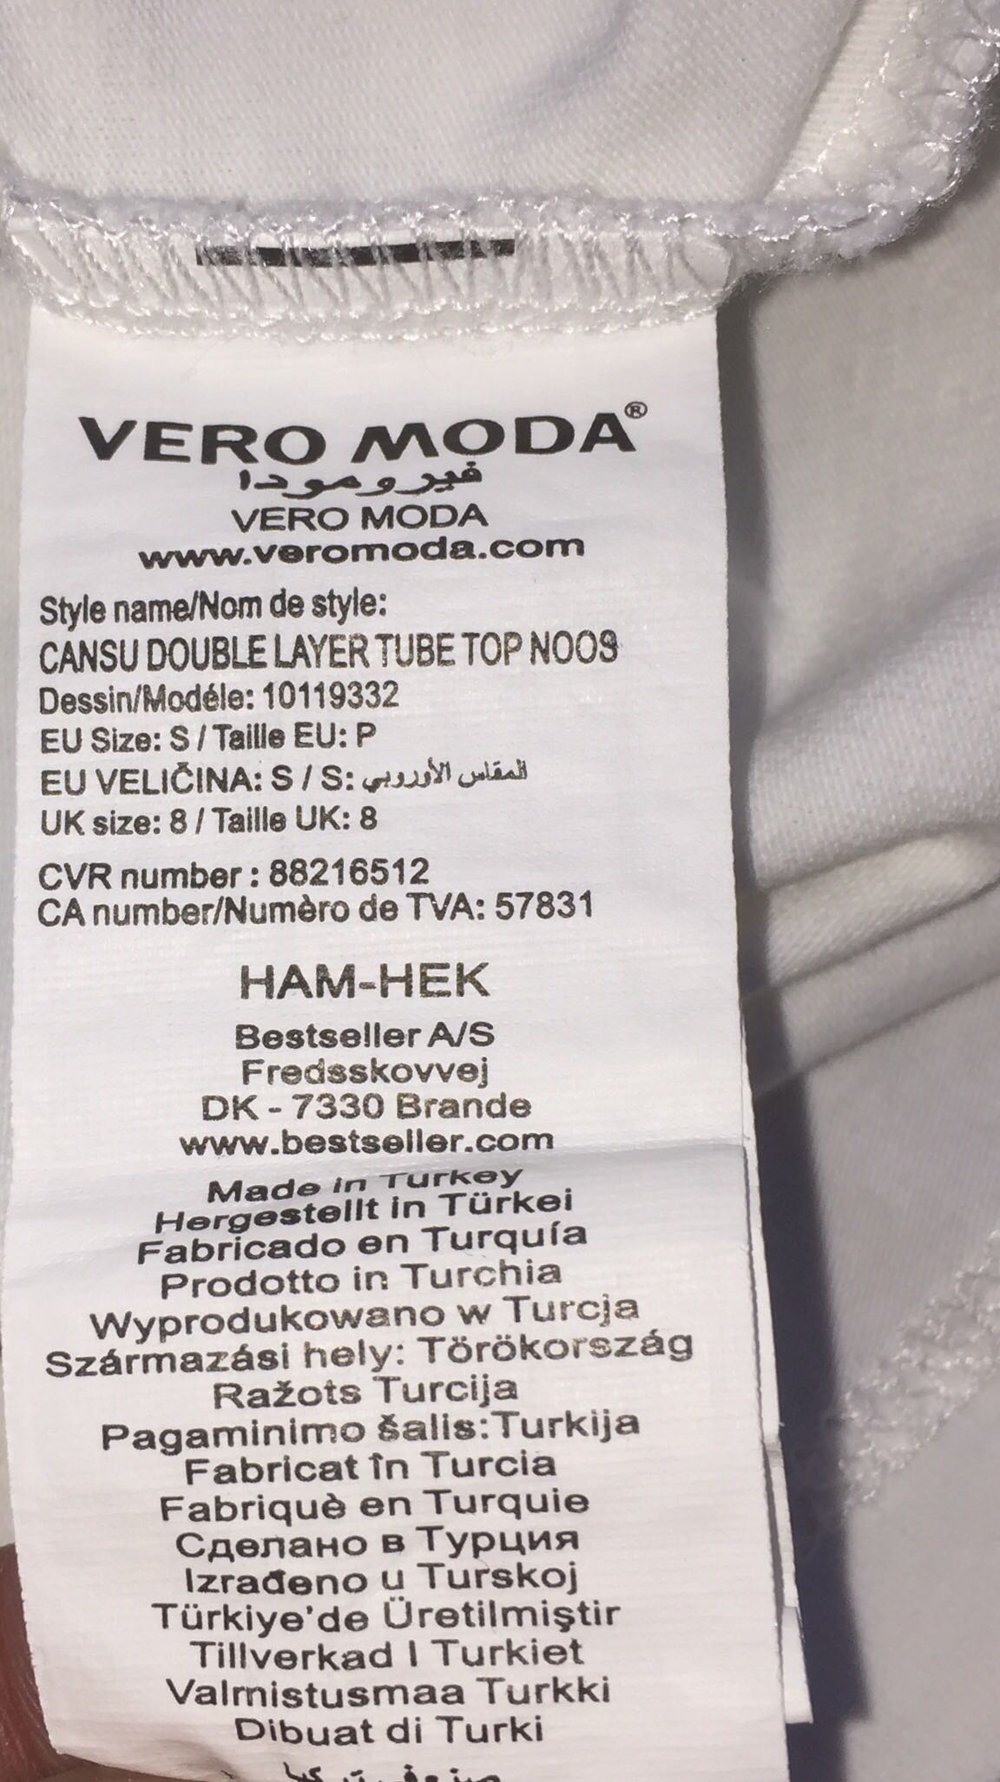 VERO MODA®
فيرومودا
VERO MODA
www.veromoda.com
Style name/Nom de style:
CANSU DOUBLE LAYER TUBE TOP NOOS
Dessin/Modéle: 10119332
EU Size: S / Taille EU: P
EU VELIČINA: S / S: المقاس الأوروبي
UK size: 8 / Taille UK: 8
CVR number : 88216512
CA number/Numèro de TVA: 57831
HAM-HEK
Bestseller A/S
Fredsskovvej
DK - 7330 Brande
www.bestseller.com
Made in Turkey
Hergestellt in Türkei
Fabricado en Turquía
Prodotto in Turchia
Wyprodukowano w Turcja
Származási hely: Törökország
Ražots Turcija
Pagaminimo šalis:Turkija
Fabricat în Turcia
Fabriquè en Turquie
Сделано в Турция
Izrađeno u Turskoj
Türkiye'de Üretilmiştir
Tillverkad I Turkiet
Valmistusmaa Turkki
Dibuat di Turki
صنع في تركيا